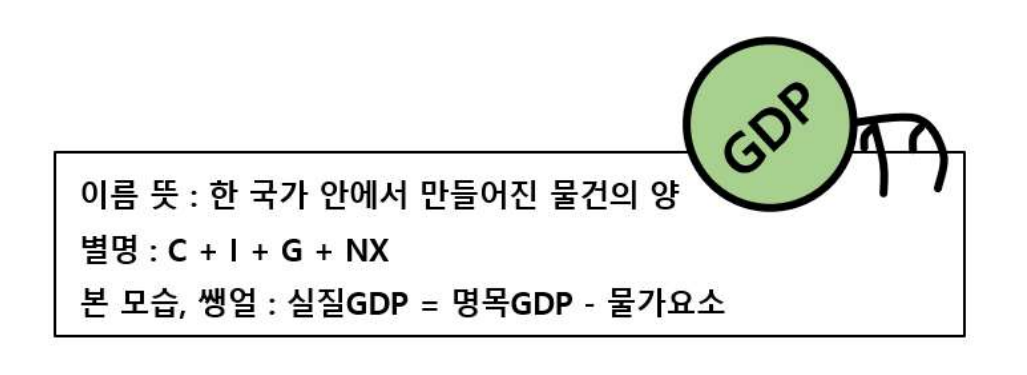 GDP
이름 뜻 : 한 국가 안에서 만들어진 물건의 양
별명 : C + I + G + NX
본 모습, 쌩얼 : 실질GDP = 명목GDP - 물가요소